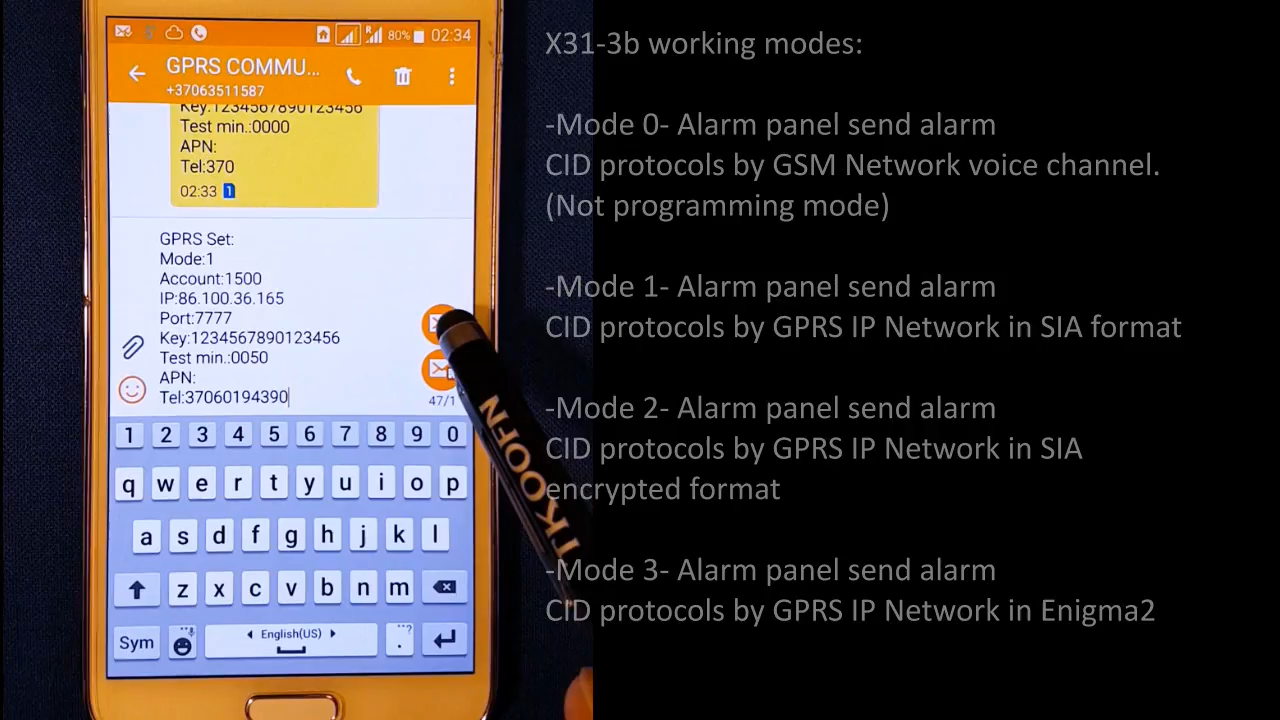 80% 02:34
GPRS COMMU...
+37063511587
Key:1234567890123456
Test min.:0000
APN:
Tel:370
02:33 1
GPRS Set:
Mode:1
Account:1500
IP:86.100.36.165
Port:7777
Key:1234567890123456
Test min.:0050
APN:
Tel:37060194390
47/1
1 2 3 4 5 6 7 8 9 0
q w e r t y u i o p
a s d f g h j k l
z x c v b n m
Sym English(US) . ,, ?
TKOOFN
X31-3b working modes:
-Mode 0- Alarm panel send alarm
CID protocols by GSM Network voice channel.
(Not programming mode)
-Mode 1- Alarm panel send alarm
CID protocols by GPRS IP Network in SIA format
-Mode 2- Alarm panel send alarm
CID protocols by GPRS IP Network in SIA
encrypted format
-Mode 3- Alarm panel send alarm
CID protocols by GPRS IP Network in Enigma2